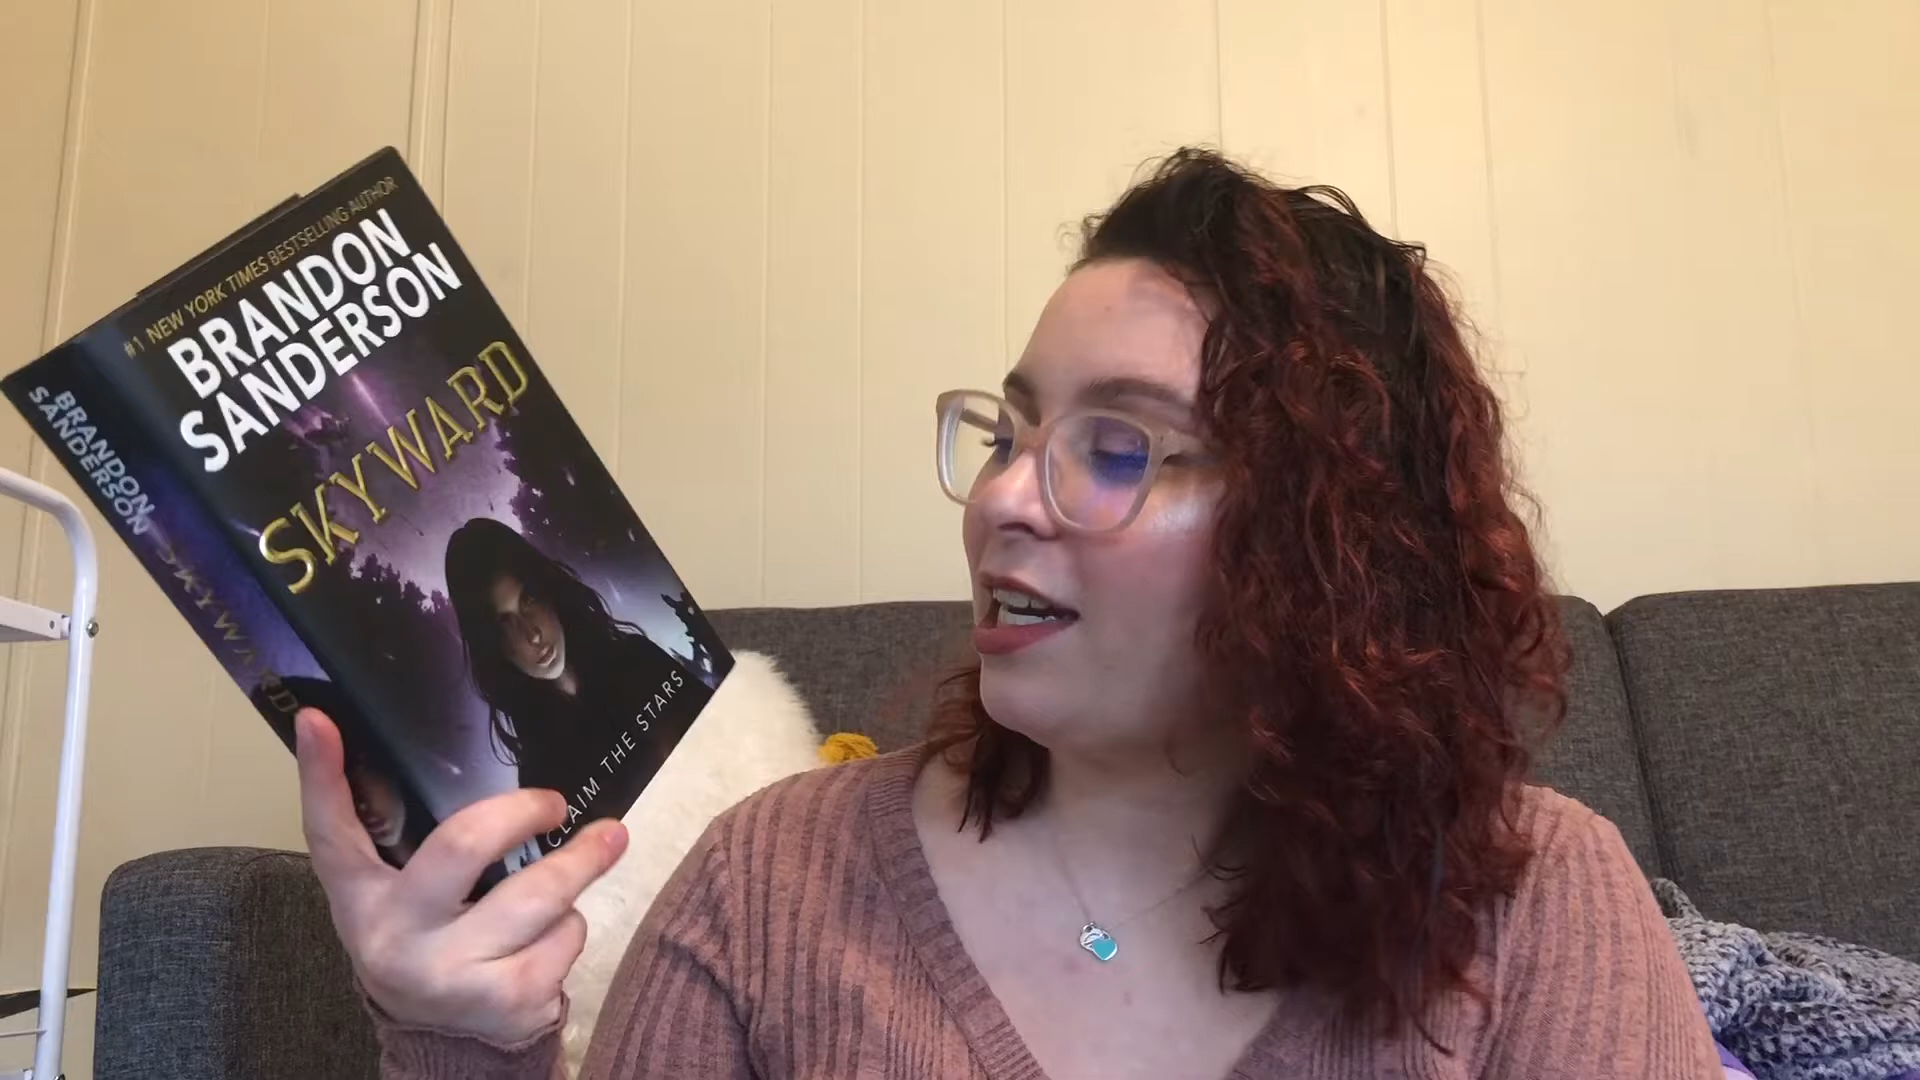 #1 NEW YORK TIMES BESTSELLING AUTHOR
BRANDON
SANDERSON
SKYWARD
CLAIM THE STARS
BRANDON
SANDERSON
SKYWARD